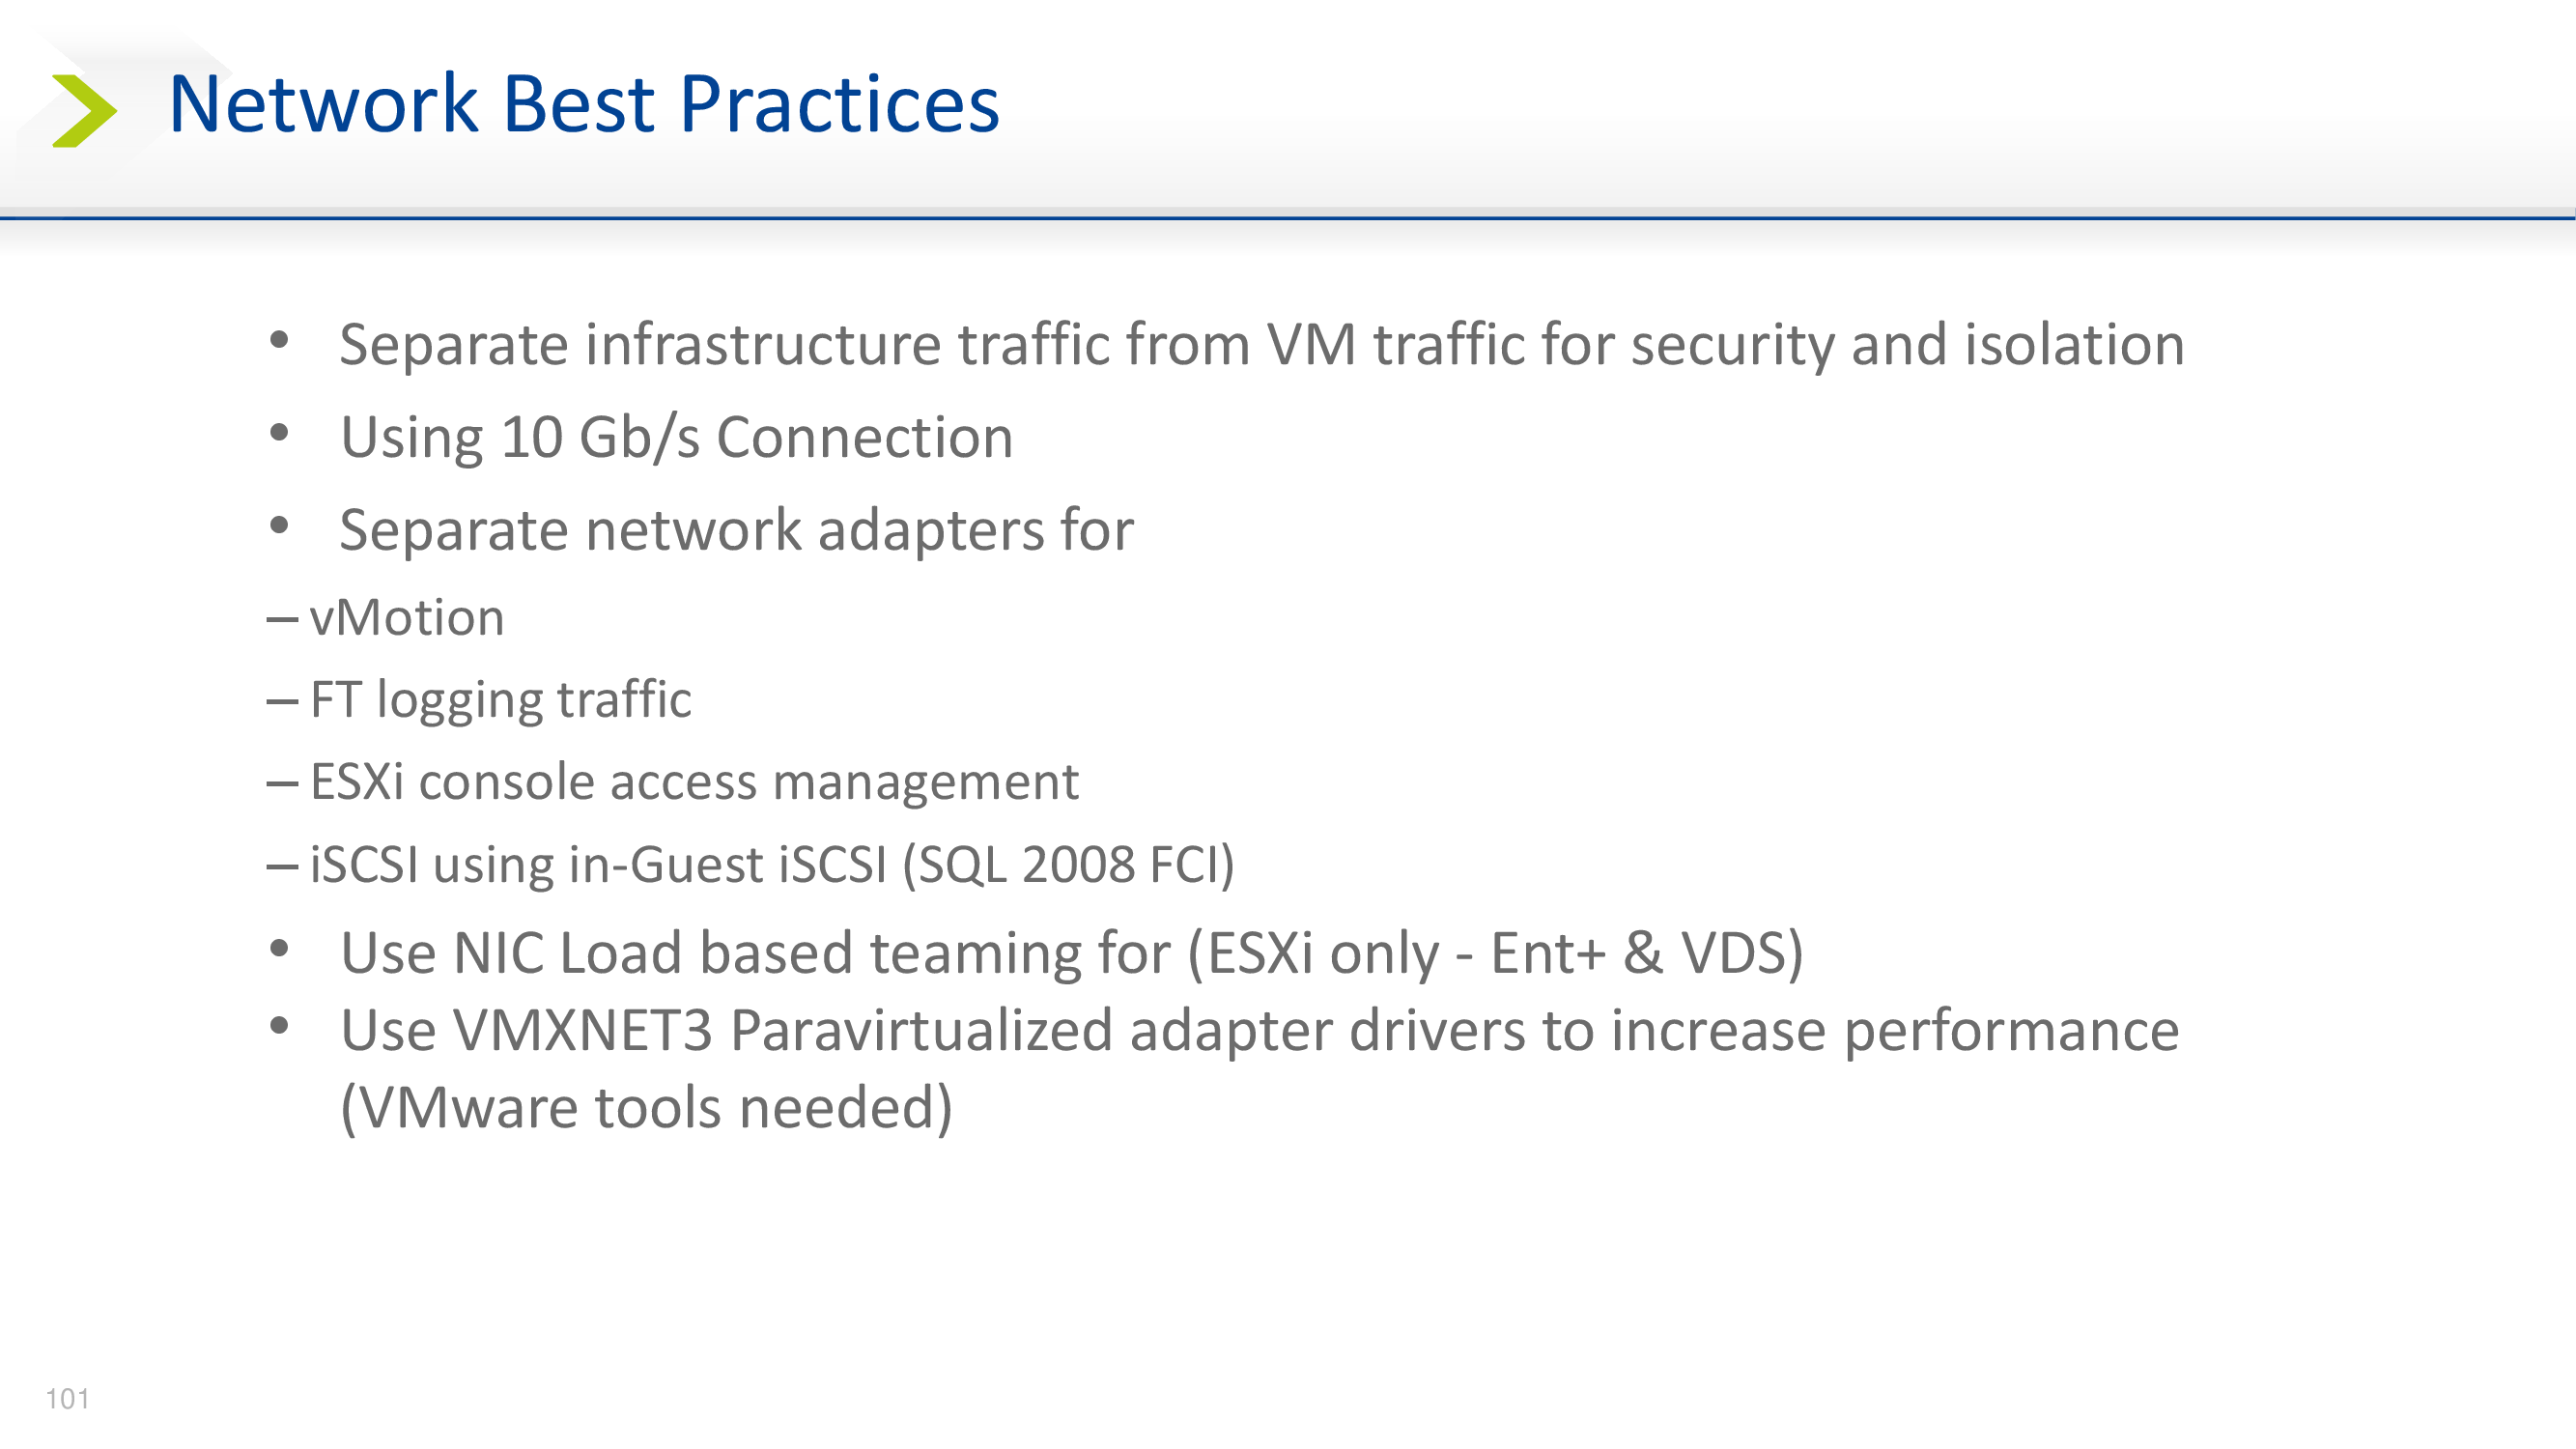 Network Best Practices
• Separate infrastructure traffic from VM traffic for security and isolation
• Using 10 Gb/s Connection
• Separate network adapters for
– vMotion
– FT logging traffic
– ESXi console access management
– iSCSI using in-Guest iSCSI (SQL 2008 FCI)
• Use NIC Load based teaming for (ESXi only - Ent+ & VDS)
• Use VMXNET3 Paravirtualized adapter drivers to increase performance
(VMware tools needed)
101